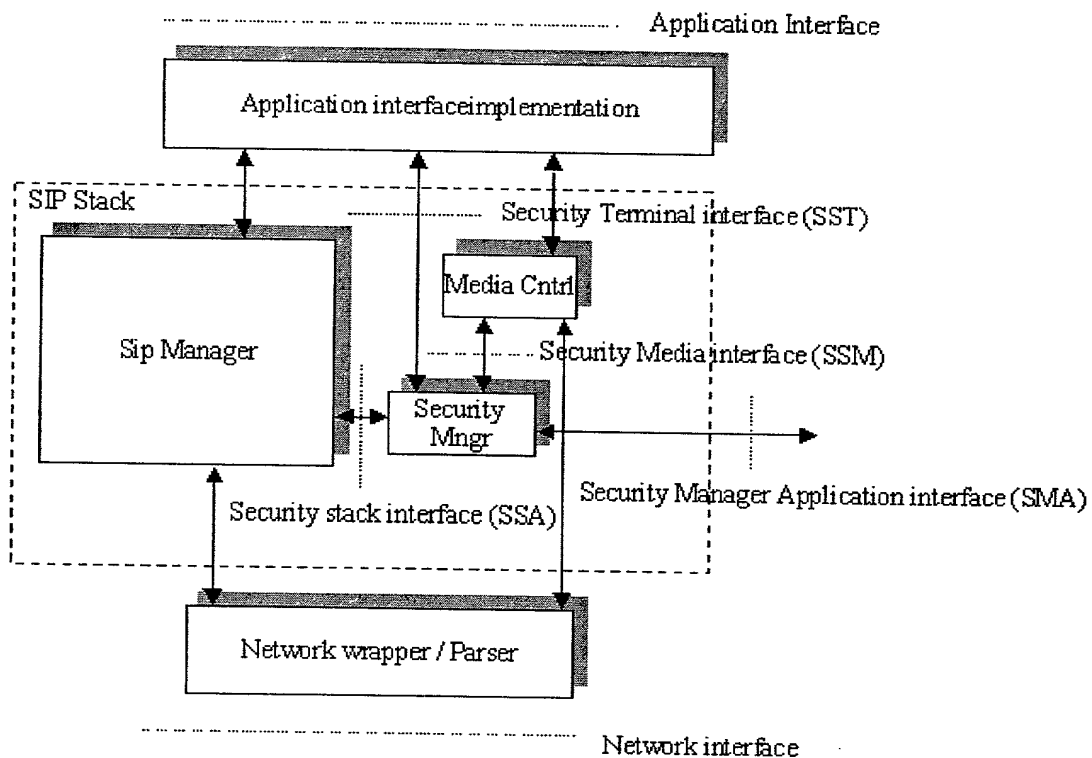 Application Interface
Application interfaceimplementation
SIP Stack
Security Terminal interface (SST)
Media Cntrl
Sip Manager
Security Media interface (SSM)
Security
Mngr
Security Manager Application interface (SMA)
Security stack interface (SSA)
Network wrapper / Parser
Network interface